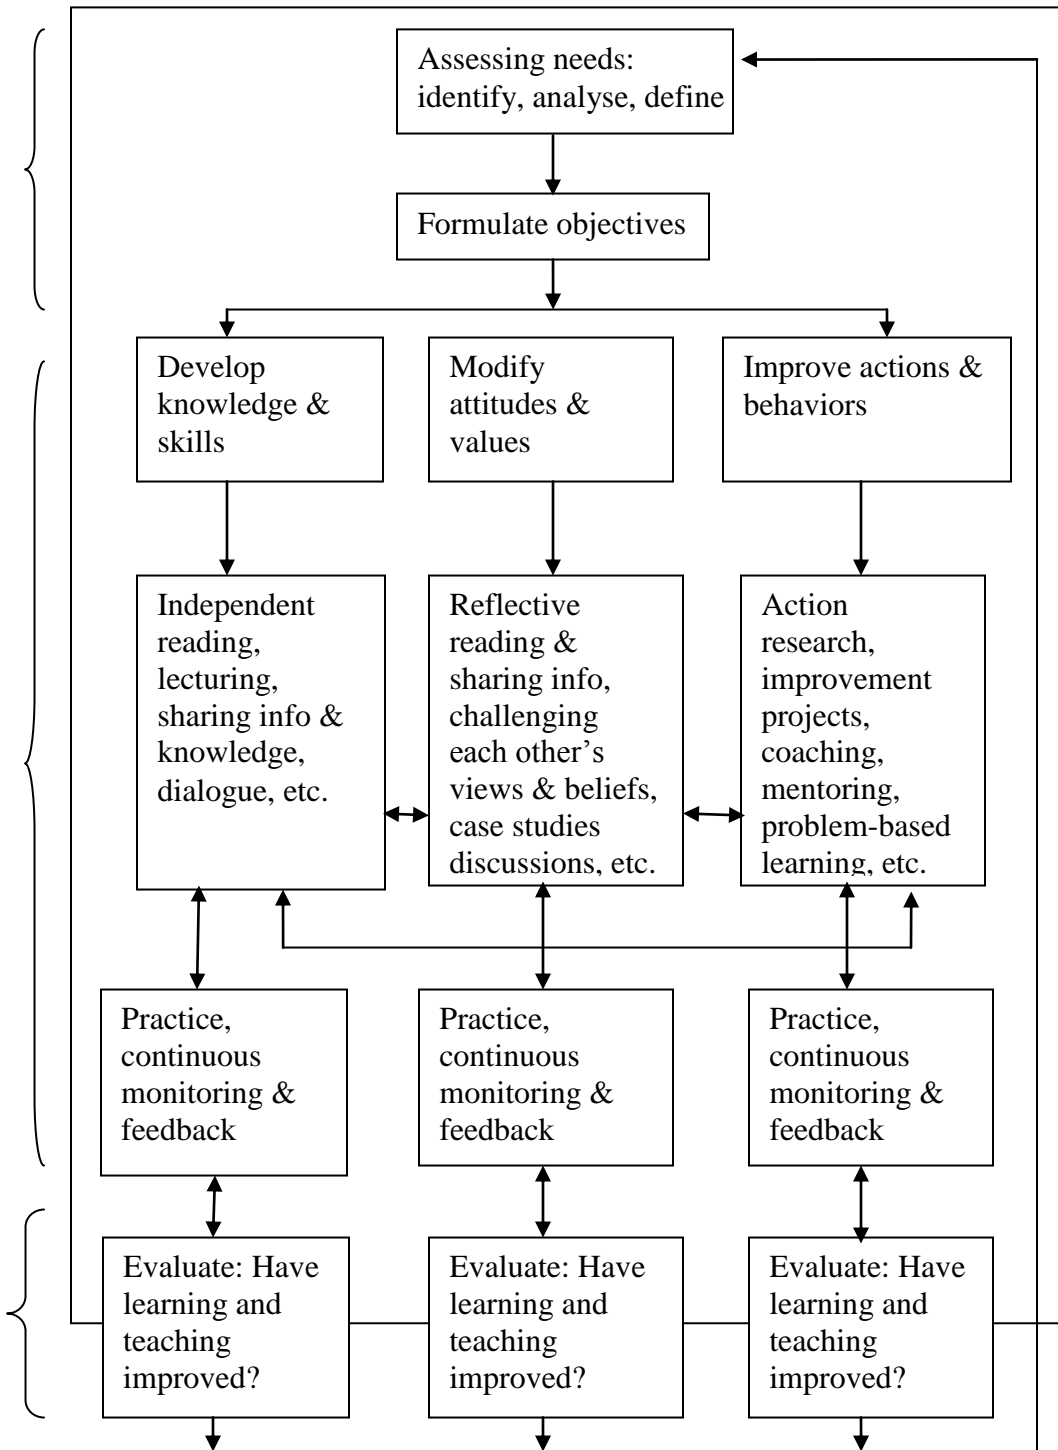 Assessing needs:
identify, analyse, define
Formulate objectives
Develop
knowledge &
skills
Modify
attitudes &
values
Improve actions &
behaviors
Independent
reading,
lecturing,
sharing info &
knowledge,
dialogue, etc.
Reflective
reading &
sharing info,
challenging
each other’s
views & beliefs,
case studies
discussions, etc.
Action
research,
improvement
projects,
coaching,
mentoring,
problem-based
learning, etc.
Practice,
continuous
monitoring &
feedback
Practice,
continuous
monitoring &
feedback
Practice,
continuous
monitoring &
feedback
Evaluate: Have
learning and
teaching
improved?
Evaluate: Have
learning and
teaching
improved?
Evaluate: Have
learning and
teaching
improved?